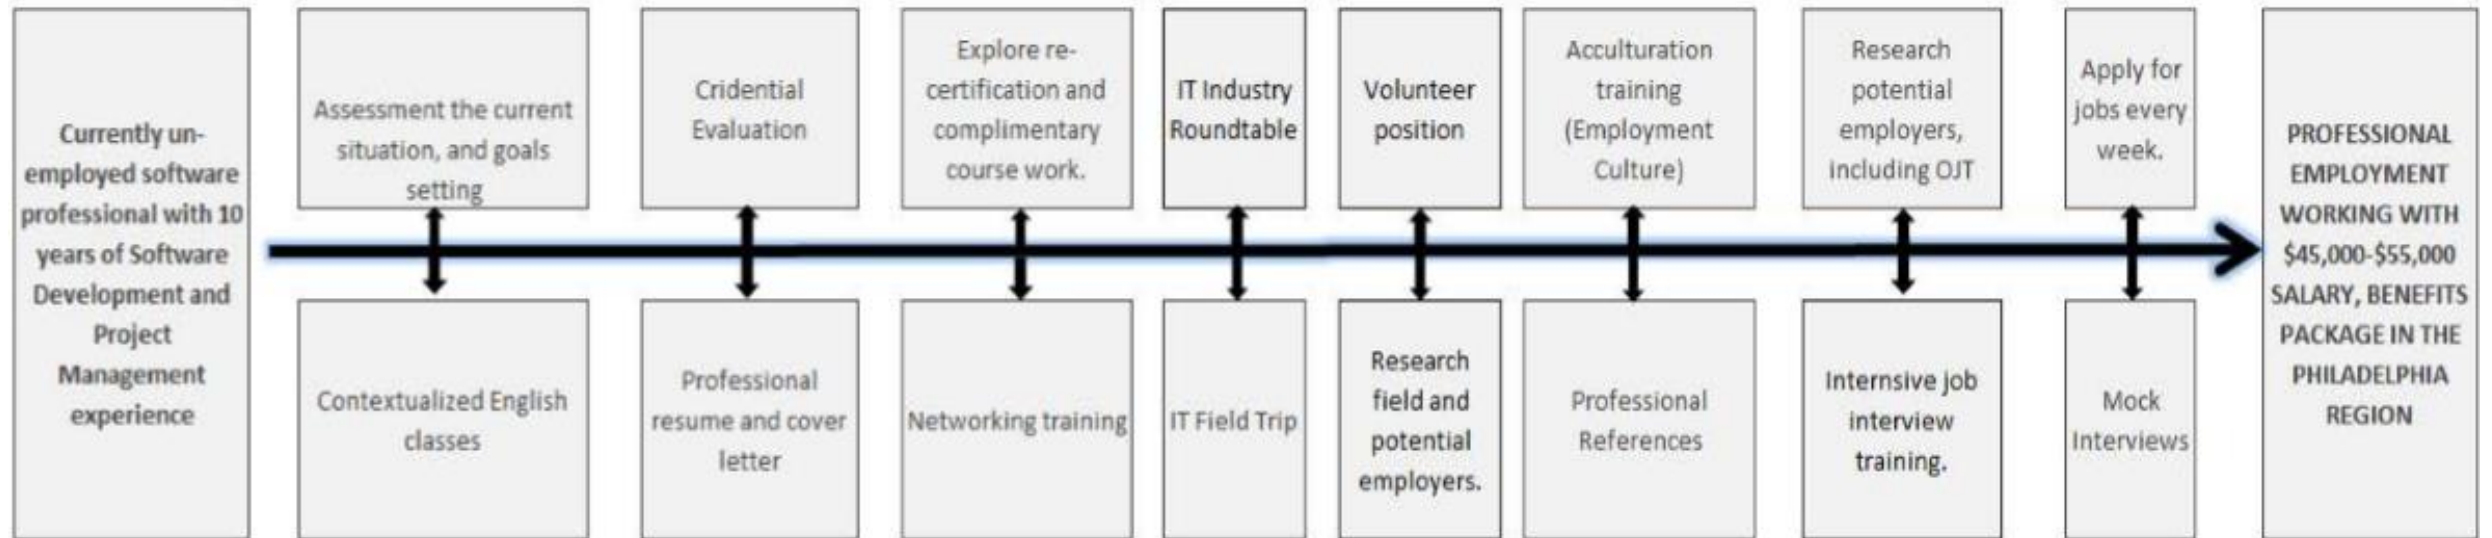 Currently un-
employed software
professional with 10
years of Software
Development and
Project
Management
experience
Assessment the current
situation, and goals
setting
Contextualized English
classes
Cridential
Evaluation
Professional
resume and cover
letter
Explore re-
certification and
complimentary
course work.
Networking training
IT Industry
Roundtable
IT Field Trip
Volunteer
position
Research
field and
potential
employers.
Acculturation
training
(Employment
Culture)
Professional
References
Research
potential
employers,
including OJT
Internsive job
interview
training.
Apply for
jobs every
week.
Mock
Interviews
PROFESSIONAL
EMPLOYMENT
WORKING WITH
$45,000-$55,000
SALARY, BENEFITS
PACKAGE IN THE
PHILADELPHIA
REGION